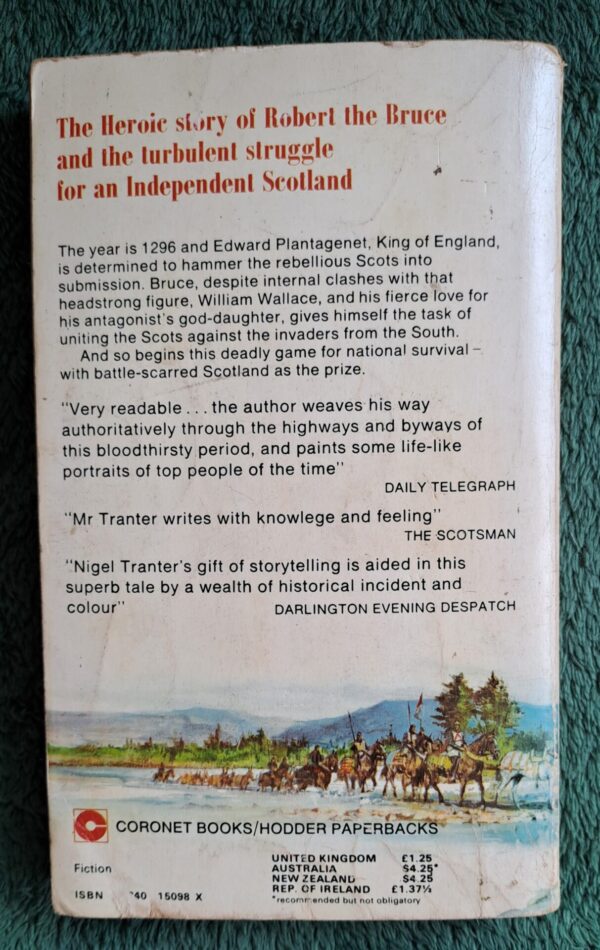 The Heroic story of Robert the Bruce
and the turbulent struggle
for an Independent Scotland
The year is 1296 and Edward Plantagenet, King of England,
is determined to hammer the rebellious Scots into
submission. Bruce, despite internal clashes with that
headstrong figure, William Wallace, and his fierce love for
his antagonist's god-daughter, gives himself the task of
uniting the Scots against the invaders from the South.
And so begins this deadly game for national survival –
with battle-scarred Scotland as the prize.
"Very readable . . . the author weaves his way
authoritatively through the highways and byways of
this bloodthirsty period, and paints some life-like
portraits of top people of the time"
DAILY TELEGRAPH
"Mr Tranter writes with knowlege and feeling"
THE SCOTSMAN
"Nigel Tranter's gift of storytelling is aided in this
superb tale by a wealth of historical incident and
colour" DARLINGTON EVENING DESPATCH
CORONET BOOKS/HODDER PAPERBACKS
Fiction
UNITED KINGDOM £1.25
AUSTRALIA $4.25*
NEW ZEALAND $4.25
REP. OF IRELAND £1.37½
*recommended but not obligatory
ISBN 40 15098 X